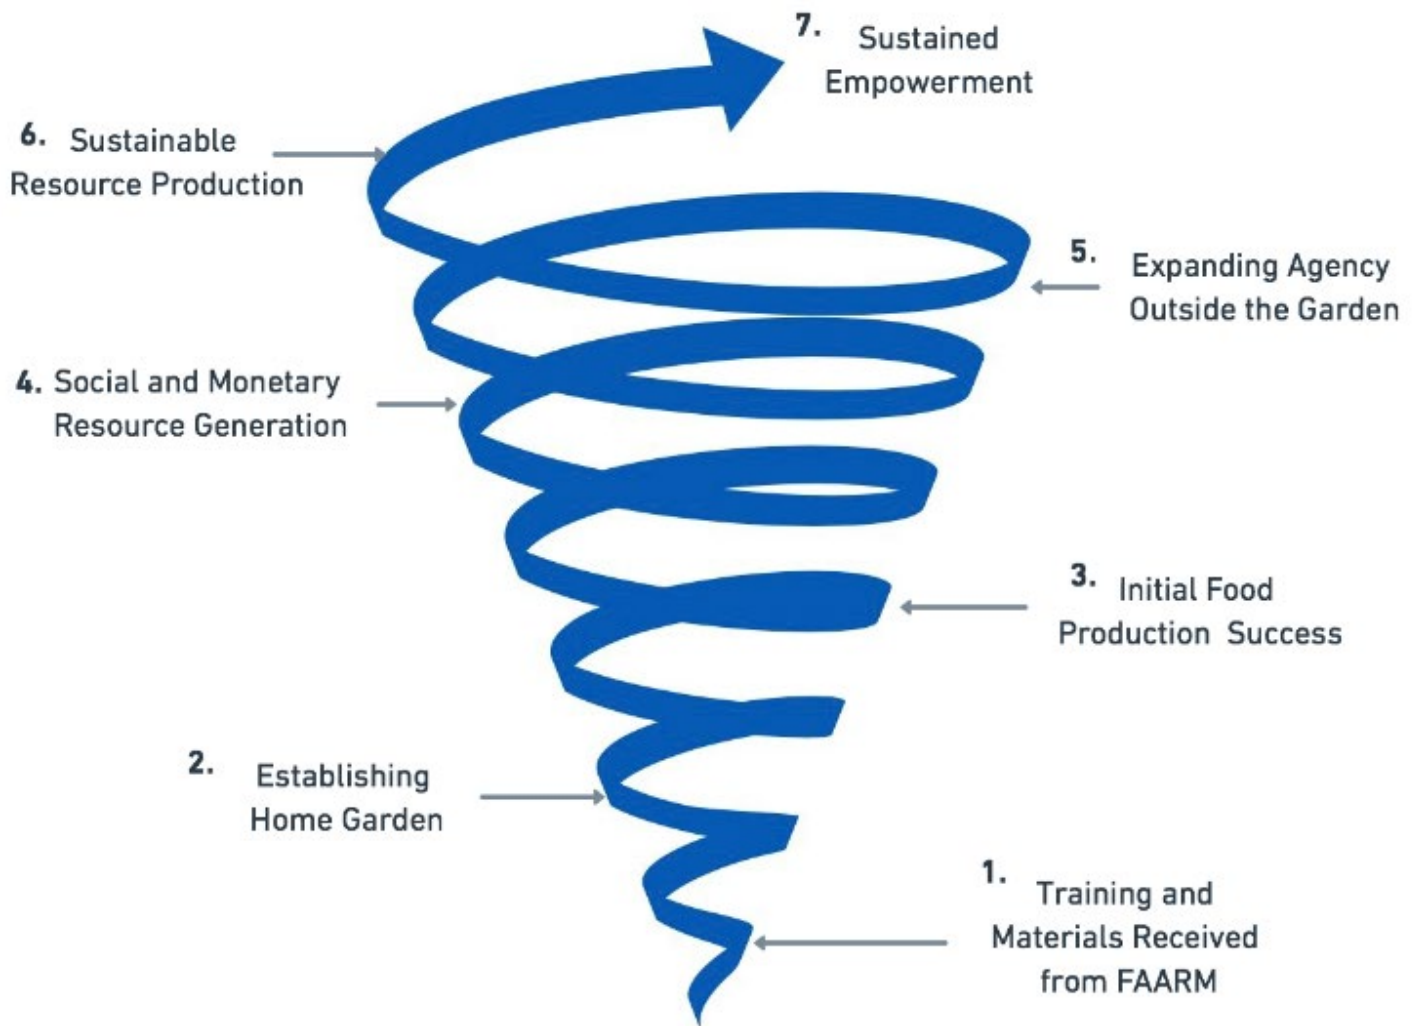 7. Sustained
Empowerment
6. Sustainable
Resource Production
5. Expanding Agency
Outside the Garden
4. Social and Monetary
Resource Generation
3. Initial Food
Production Success
2. Establishing
Home Garden
1. Training and
Materials Received
from FAARM